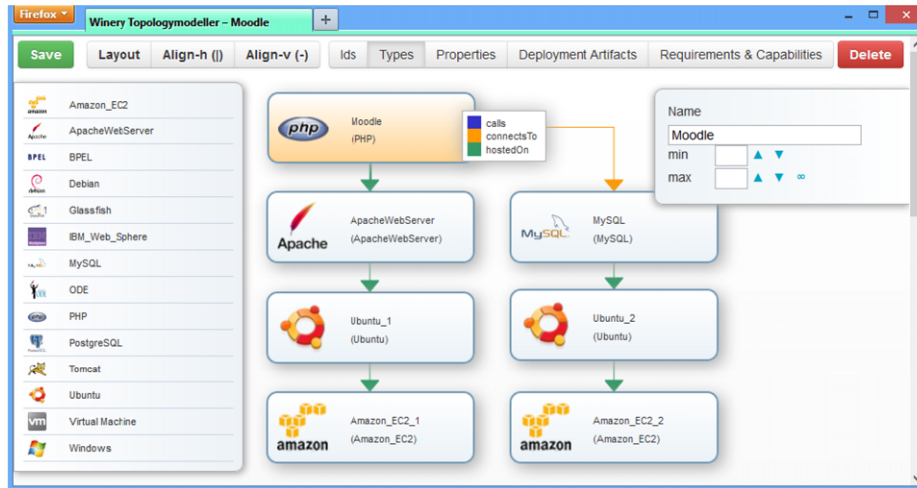 Firefox
Winery Topologymodeller – Moodle
+
Save
Layout
Align-h (|)
Align-v (-)
Ids
Types
Properties
Deployment Artifacts
Requirements & Capabilities
Delete
Amazon_EC2
ApacheWebServer
BPEL
BPEL
Debian
Glassfish
IBM_Web_Sphere
MySQL
ODE
PHP
PostgreSQL
Tomcat
Ubuntu
vm
Virtual Machine
Windows
php
Moodle
(PHP)
calls
connectsTo
hostedOn
Name
Moodle
min
max
∞
Apache
ApacheWebServer
(ApacheWebServer)
MySQL
MySQL
(MySQL)
Ubuntu_1
(Ubuntu)
Ubuntu_2
(Ubuntu)
amazon
Amazon_EC2_1
(Amazon_EC2)
amazon
Amazon_EC2_2
(Amazon_EC2)